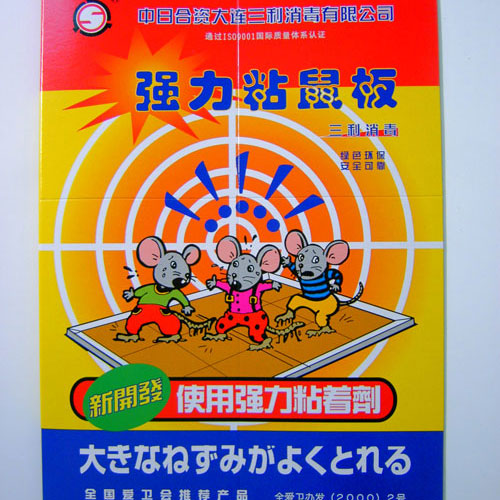 中日合资大连三利消毒有限公司
通过ISO9001国际质量体系认证
强力粘鼠板
三利消毒
绿色环保
安全可靠
新開發
使用强力粘着劑
大きなねずみがよくとれる
全国爱卫会推荐产品
全爱卫办发(2000)2号